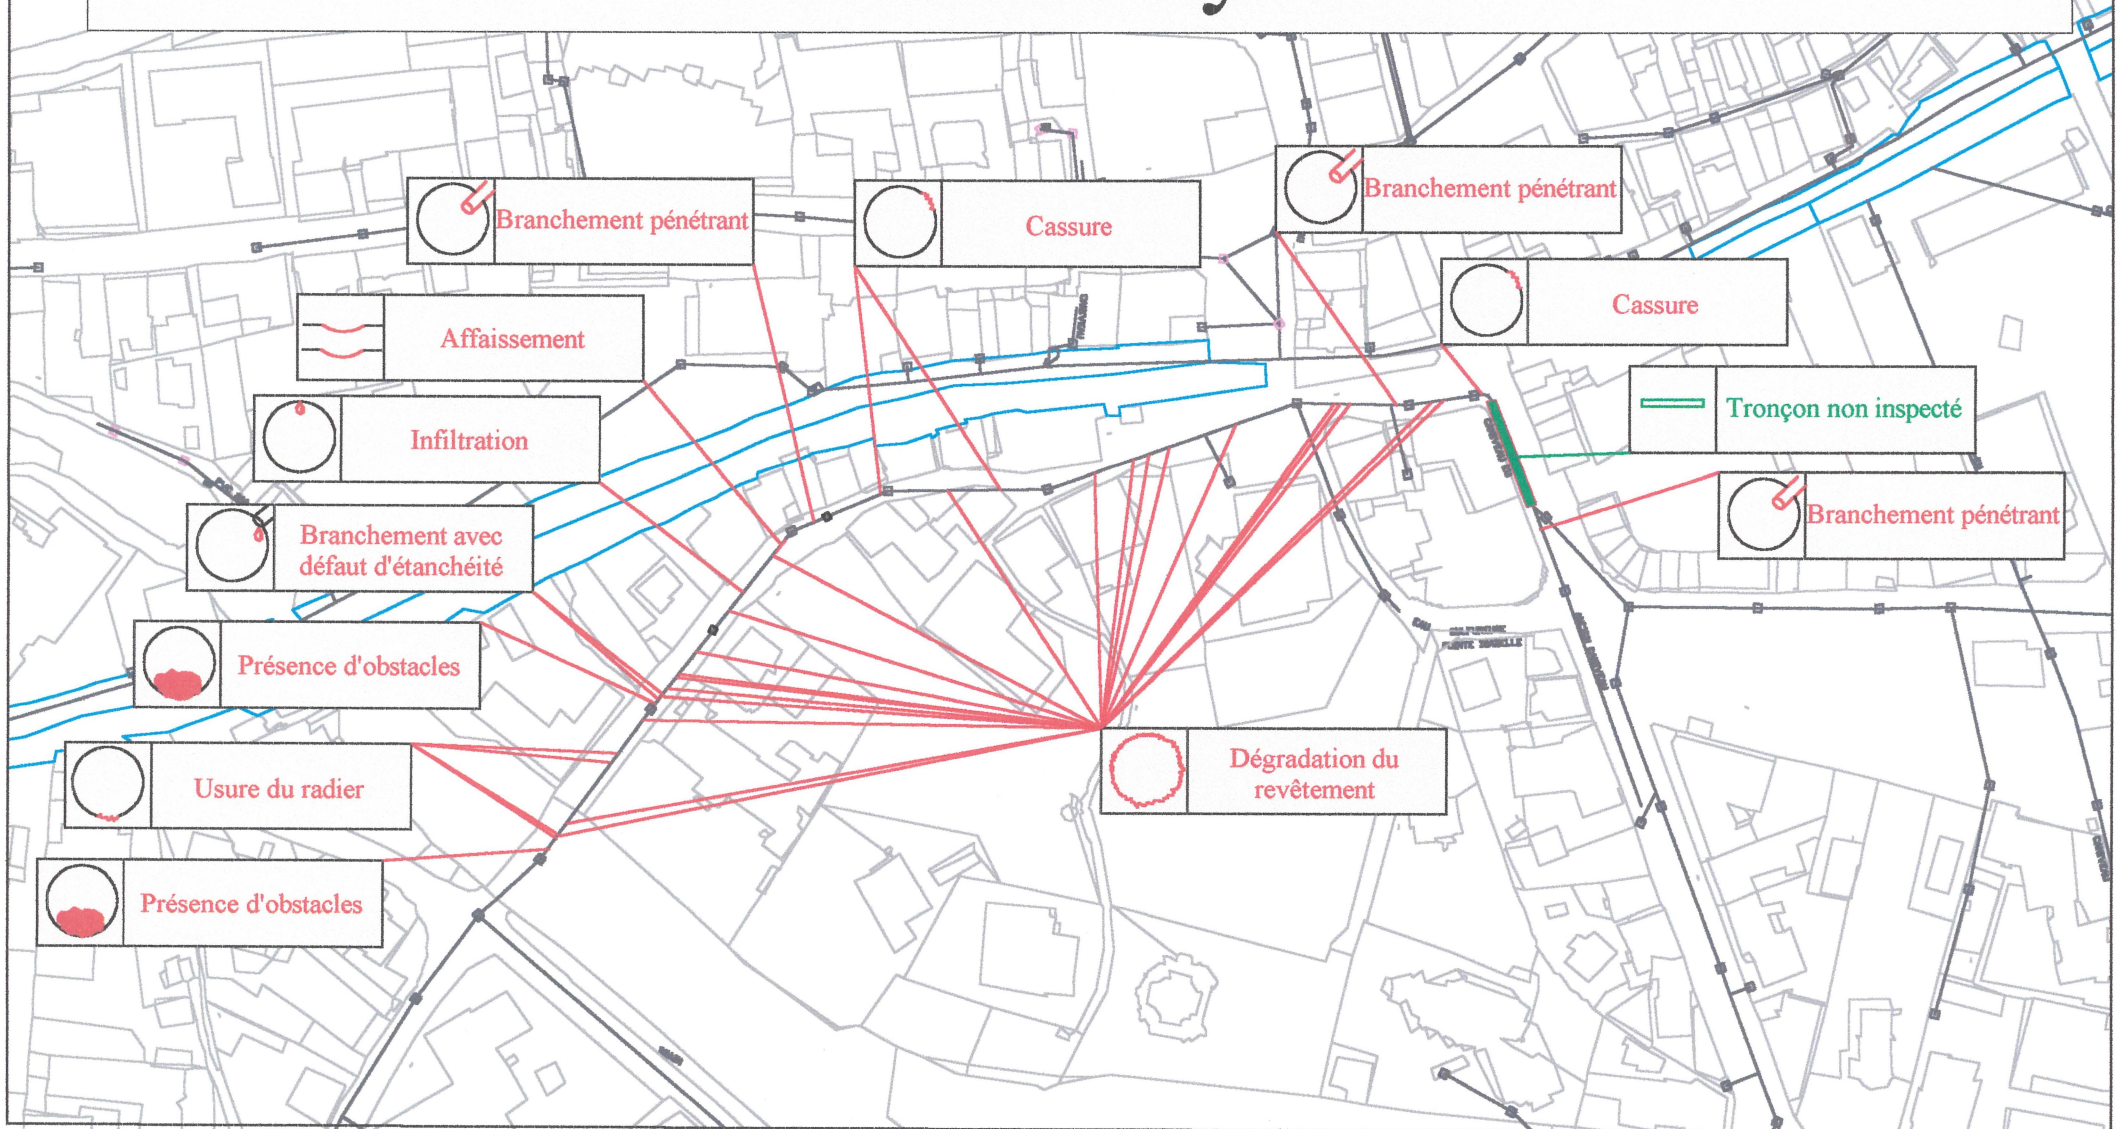 Branchement pénétrant
Cassure
Branchement pénétrant
Cassure
Affaissement
Tronçon non inspecté
Infiltration
Branchement pénétrant
Branchement avec
défaut d'étanchéité
Présence d'obstacles
Dégradation du
revêtement
Usure du radier
Présence d'obstacles